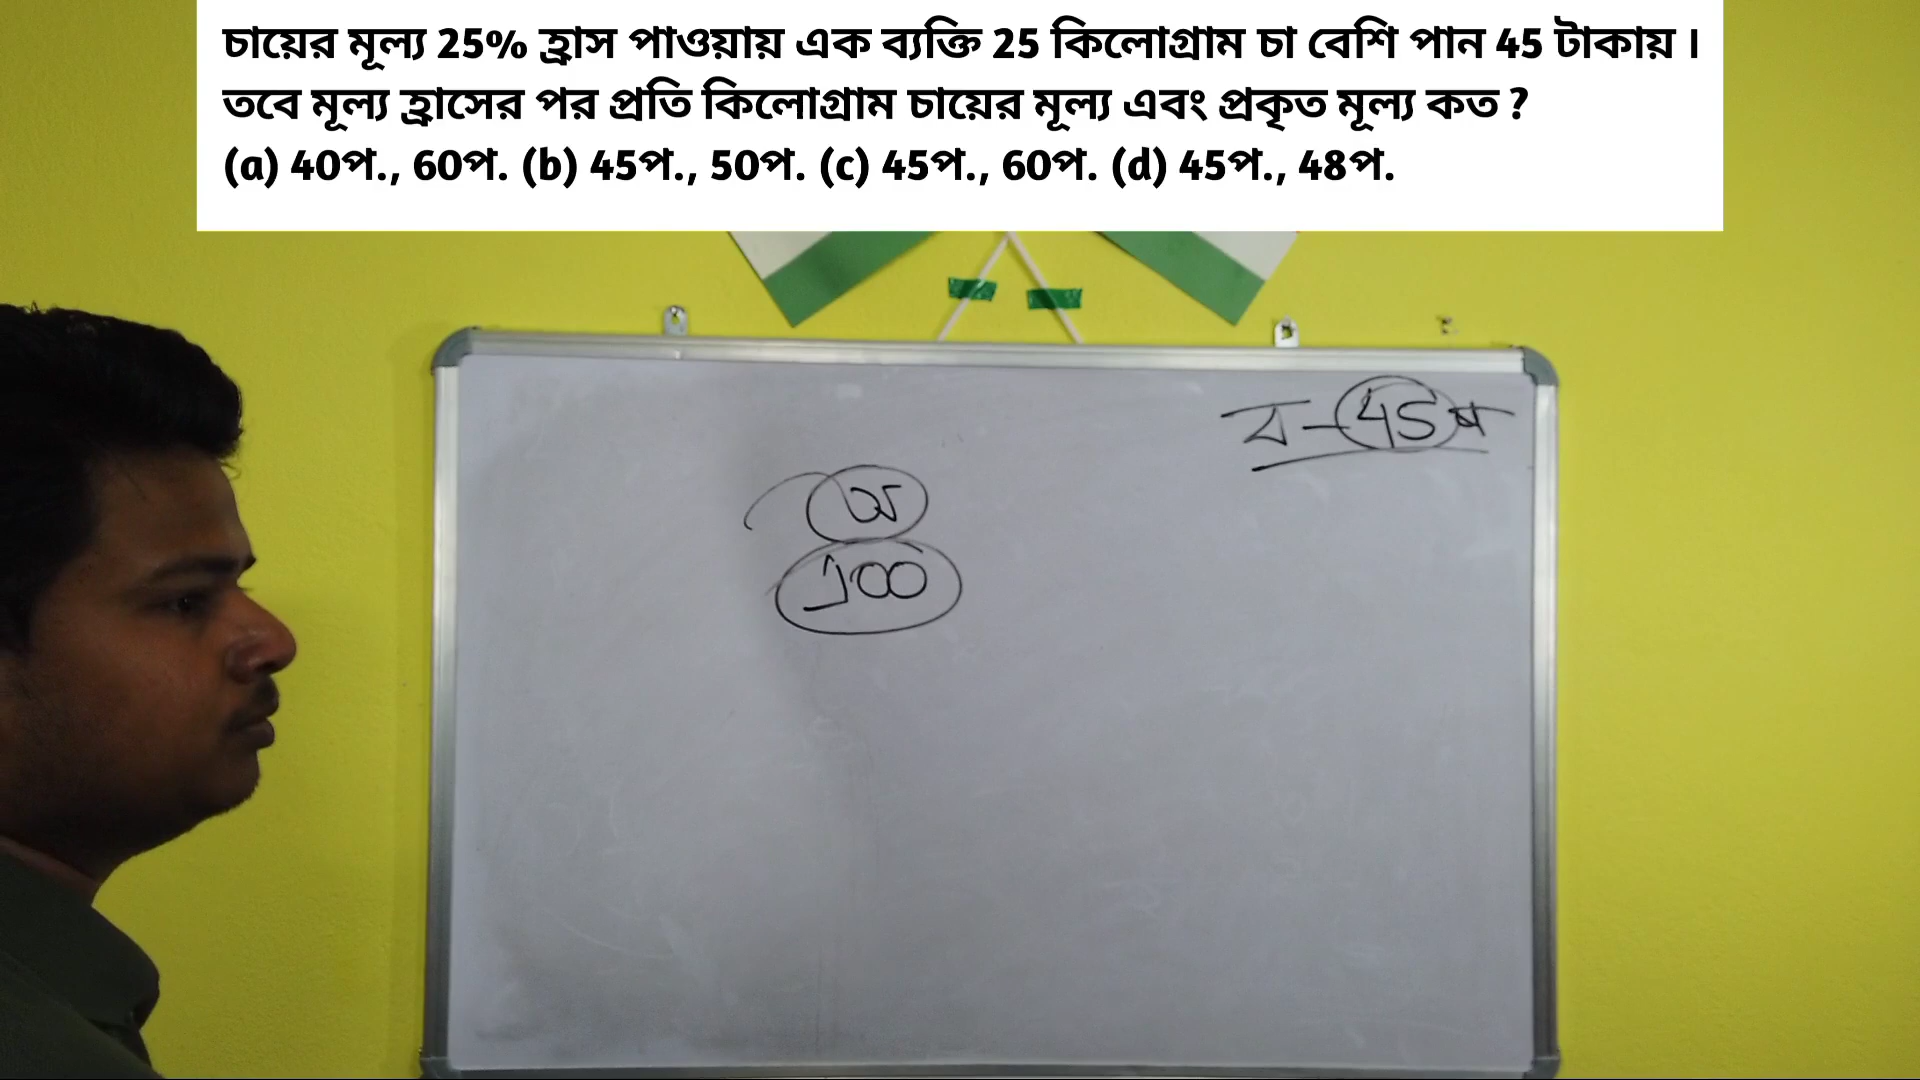 চায়ের মূল্য 25% হ্রাস পাওয়ায় এক ব্যক্তি 25 কিলোগ্রাম চা বেশি পান 45 টাকায় ।
তবে মূল্য হ্রাসের পর প্রতি কিলোগ্রাম চায়ের মূল্য এবং প্রকৃত মূল্য কত ?
(a) 40প., 60প. (b) 45প., 50প. (c) 45প., 60প. (d) 45প., 48প.
ব – 45
অ
100